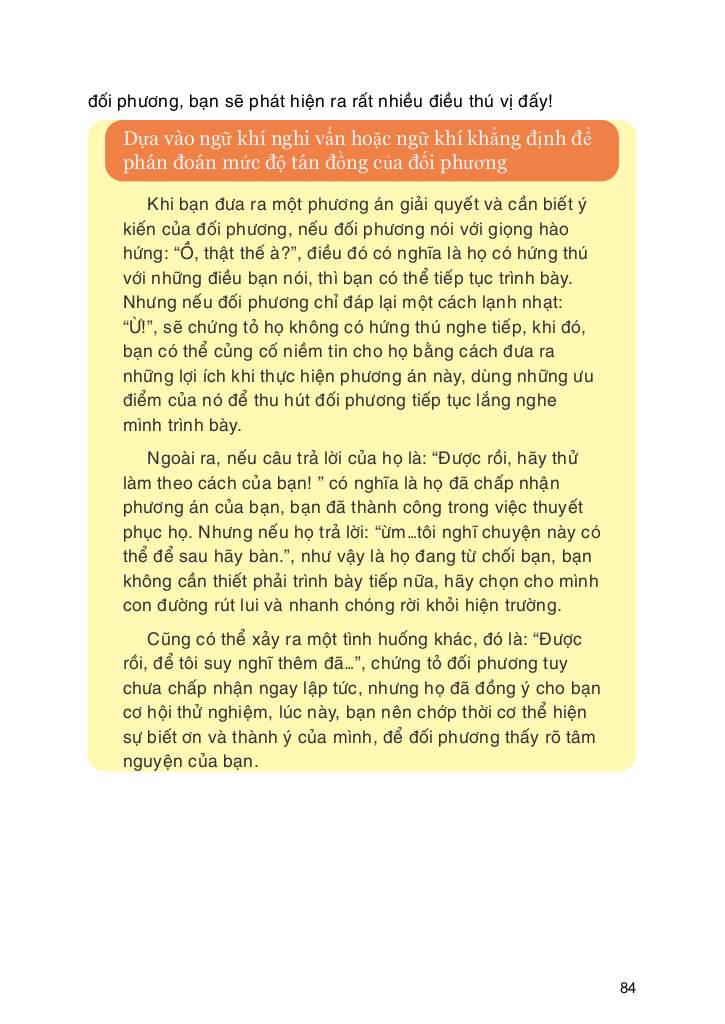 đối phương, bạn sẽ phát hiện ra rất nhiều điều thú vị đấy!
Dựa vào ngữ khí nghi vấn hoặc ngữ khí khẳng định để
phán đoán mức độ tán đồng của đối phương
Khi bạn đưa ra một phương án giải quyết và cần biết ý
kiến của đối phương, nếu đối phương nói với giọng hào
hứng: “Ồ, thật thế à?”, điều đó có nghĩa là họ có hứng thú
với những điều bạn nói, thì bạn có thể tiếp tục trình bày.
Nhưng nếu đối phương chỉ đáp lại một cách lạnh nhạt:
“Ừ!”, sẽ chứng tỏ họ không có hứng thú nghe tiếp, khi đó,
bạn có thể củng cố niềm tin cho họ bằng cách đưa ra
những lợi ích khi thực hiện phương án này, dùng những ưu
điểm của nó để thu hút đối phương tiếp tục lắng nghe
mình trình bày.
Ngoài ra, nếu câu trả lời của họ là: “Được rồi, hãy thử
làm theo cách của bạn! ” có nghĩa là họ đã chấp nhận
phương án của bạn, bạn đã thành công trong việc thuyết
phục họ. Nhưng nếu họ trả lời: “ừm…tôi nghĩ chuyện này có
thể để sau hãy bàn.”, như vậy là họ đang từ chối bạn, bạn
không cần thiết phải trình bày tiếp nữa, hãy chọn cho mình
con đường rút lui và nhanh chóng rời khỏi hiện trường.
Cũng có thể xảy ra một tình huống khác, đó là: “Được
rồi, để tôi suy nghĩ thêm đã…”, chứng tỏ đối phương tuy
chưa chấp nhận ngay lập tức, nhưng họ đã đồng ý cho bạn
cơ hội thử nghiệm, lúc này, bạn nên chớp thời cơ thể hiện
sự biết ơn và thành ý của mình, để đối phương thấy rõ tâm
nguyện của bạn.
84